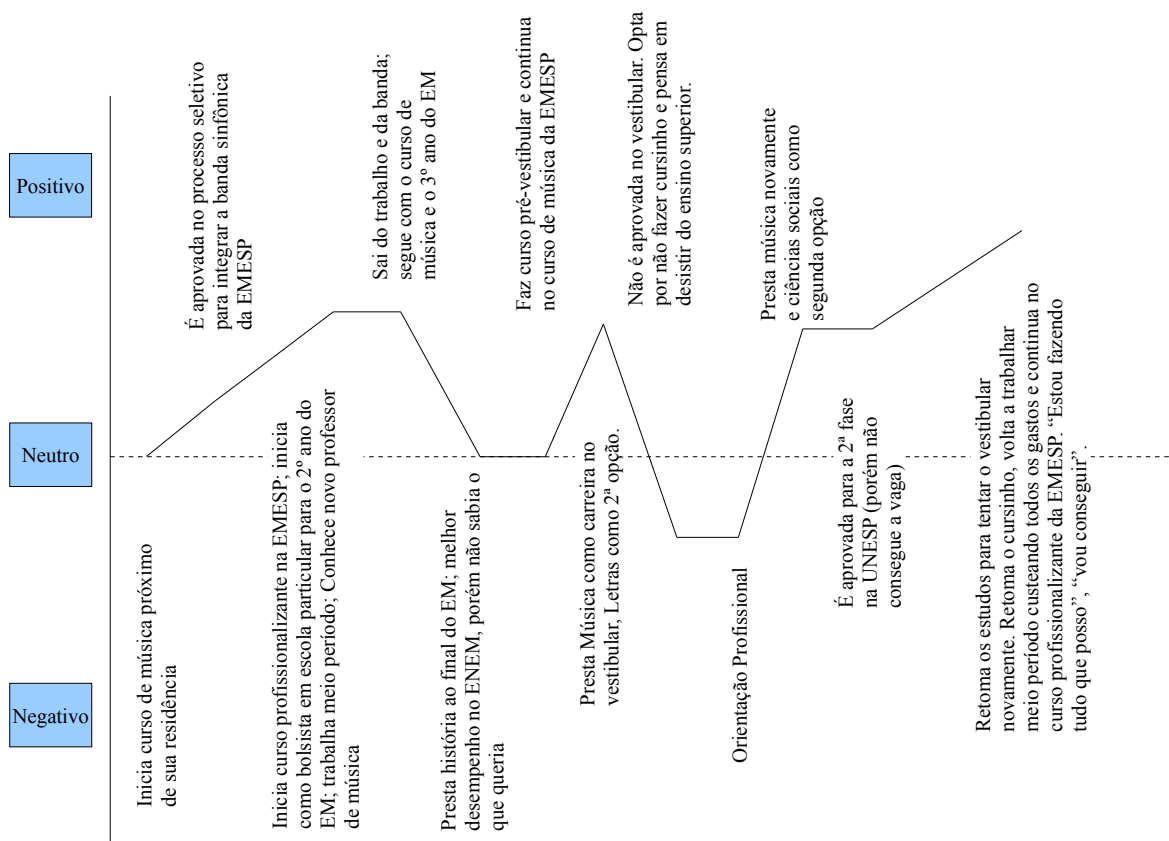 Positivo
Neutro
Negativo
Inicia curso de música próximo
de sua residência
É aprovada no processo seletivo
para integrar a banda sinfônica
da EMESP
Inicia curso profissionalizante na EMESP; inicia
como bolsista em escola particular para o 2º ano do
EM; trabalha meio período; Conhece novo professor
de música
Sai do trabalho e da banda;
segue com o curso de
música e o 3º ano do EM
Presta história ao final do EM; melhor
desempenho no ENEM, porém não sabia o
que queria
Faz curso pré-vestibular e continua
no curso de música da EMESP
Presta Música como carreira no
vestibular, Letras como 2ª opção.
Não é aprovada no vestibular. Opta
por não fazer cursinho e pensa em
desistir do ensino superior.
Orientação Profissional
Presta música novamente
e ciências sociais como
segunda opção
É aprovada para a 2ª fase
na UNESP (porém não
consegue a vaga)
Retoma os estudos para tentar o vestibular
novamente. Retoma o cursinho, volta a trabalhar
meio período custeando todos os gastos e continua no
curso profissionalizante da EMESP. “Estou fazendo
tudo que posso”, “vou conseguir”.